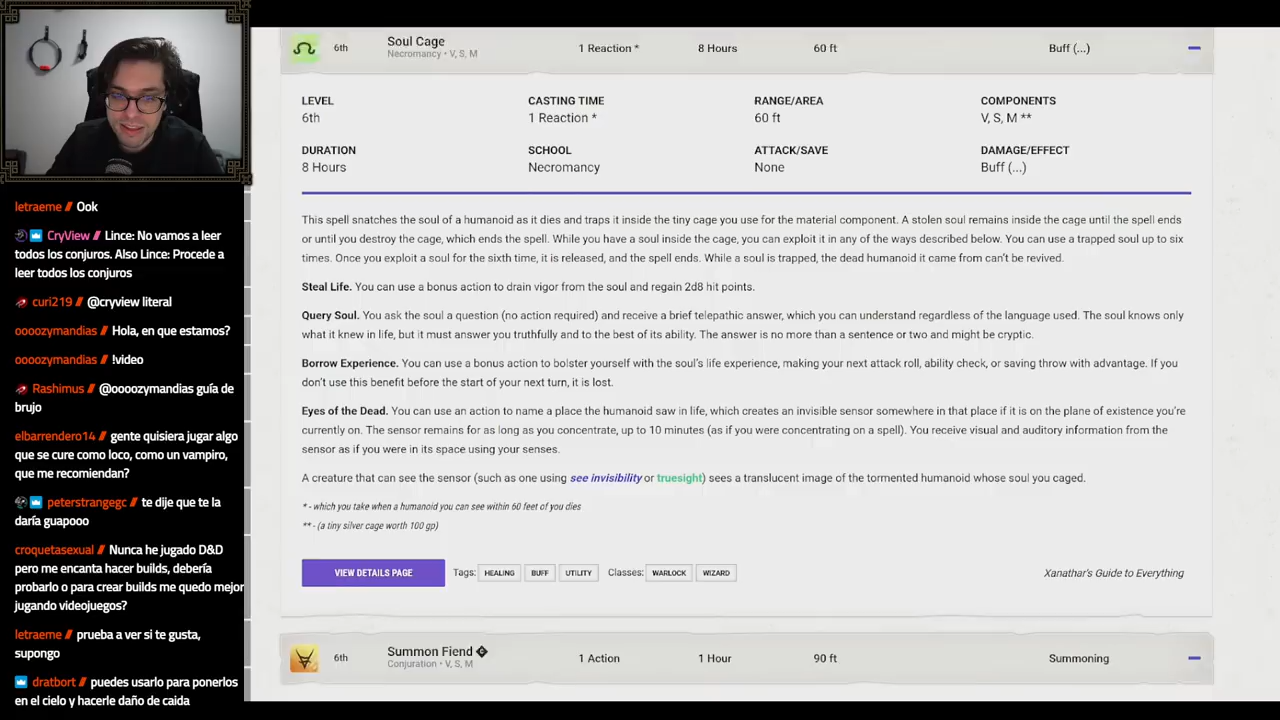 Soul Cage
Necromancy • V, S, M
6th
1 Reaction *
8 Hours
60 ft
Buff (...)
LEVEL
6th
CASTING TIME
1 Reaction *
RANGE/AREA
60 ft
COMPONENTS
V, S, M **
DURATION
8 Hours
SCHOOL
Necromancy
ATTACK/SAVE
None
DAMAGE/EFFECT
Buff (...)
This spell snatches the soul of a humanoid as it dies and traps it inside the tiny cage you use for the material component. A stolen soul remains inside the cage until the spell ends
or until you destroy the cage, which ends the spell. While you have a soul inside the cage, you can exploit it in any of the ways described below. You can use a trapped soul up to six
times. Once you exploit a soul for the sixth time, it is released, and the spell ends. While a soul is trapped, the dead humanoid it came from can't be revived.
Steal Life. You can use a bonus action to drain vigor from the soul and regain 2d8 hit points.
Query Soul. You ask the soul a question (no action required) and receive a brief telepathic answer, which you can understand regardless of the language used. The soul knows only
what it knew in life, but it must answer you truthfully and to the best of its ability. The answer is no more than a sentence or two and might be cryptic.
Borrow Experience. You can use a bonus action to bolster yourself with the soul's life experience, making your next attack roll, ability check, or saving throw with advantage. If you
don't use this benefit before the start of your next turn, it is lost.
Eyes of the Dead. You can use an action to name a place the humanoid saw in life, which creates an invisible sensor somewhere in that place if it is on the plane of existence you're
currently on. The sensor remains for as long as you concentrate, up to 10 minutes (as if you were concentrating on a spell). You receive visual and auditory information from the
sensor as if you were in its space using your senses.
A creature that can see the sensor (such as one using see invisibility or truesight) sees a translucent image of the tormented humanoid whose soul you caged.
* - which you take when a humanoid you can see within 60 feet of you dies
** - (a tiny silver cage worth 100 gp)
VIEW DETAILS PAGE
Tags: HEALING BUFF UTILITY Classes: WARLOCK WIZARD
Xanathar's Guide to Everything
Summon Fiend
Conjuration • V, S, M
6th
1 Action
1 Hour
90 ft
Summoning
letraeme // Ook
CryView // Lince: No vamos a leer
todos los conjuros. Also Lince: Procede a
leer todos los conjuros
curi219 // @cryview literal
oooozymandias // Hola, en que estamos?
oooozymandias // !video
Rashimus // @oooozymandias guía de
brujo
elbarrendero14 // gente quisiera jugar algo
que se cure como loco, como un vampiro,
que me recomiendan?
peterstrangegc // te dije que te la
daría guapooo
croquetasexual // Nunca he jugado D&D
pero me encanta hacer builds, debería
probarlo o para crear builds me quedo mejor
jugando videojuegos?
letraeme // prueba a ver si te gusta,
supongo
dratbort // puedes usarlo para ponerlos
en el cielo y hacerle daño de caida